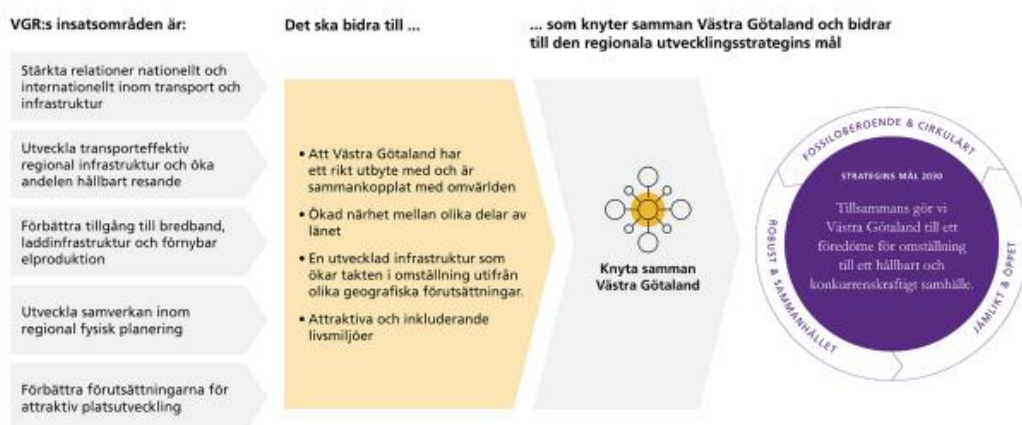 VGR:s insatsområden är:
Stärkta relationer nationellt och
internationellt inom transport och
infrastruktur
Utveckla transporteffektiv
regional infrastruktur och öka
andelen hållbart resande
Förbättra tillgång till bredband,
laddinfrastruktur och förnybar
elproduktion
Utveckla samverkan inom
regional fysisk planering
Förbättra förutsättningarna för
attraktiv platsutveckling
Det ska bidra till ...
• Att Västra Götaland har
ett rikt utbyte med och är
sammankopplat med omvärlden
• Ökad närhet mellan olika delar av
länet
• En utvecklad infrastruktur som
ökar takten i omställning utifrån
olika geografiska förutsättningar.
• Attraktiva och inkluderande
livsmiljöer
... som knyter samman Västra Götaland och bidrar
till den regionala utvecklingsstrategins mål
Knyta samman
Västra Götaland
FOSSILOBEROENDE & CIRKULÄRT
JÄMLIKT & ÖPPET
ROBUST & SAMMANHÅLLET
STRATEGINS MÅL 2030
Tillsammans gör vi
Västra Götaland till ett
föredöme för omställning
till ett hållbart och
konkurrenskraftigt samhälle.